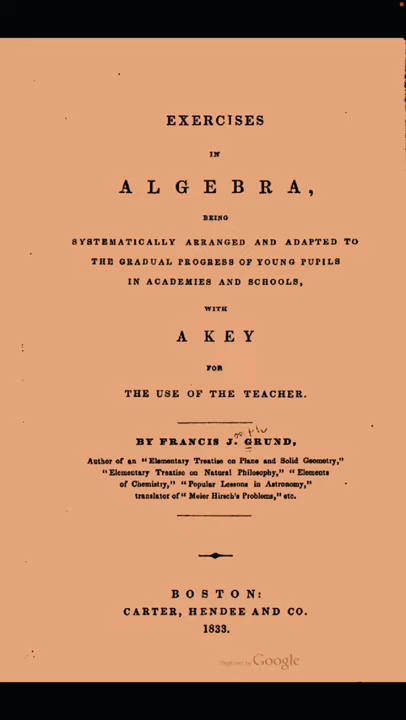 EXERCISES
IN
ALGEBRA,
BEING
SYSTEMATICALLY ARRANGED AND ADAPTED TO
THE GRADUAL PROGRESS OF YOUNG PUPILS
IN ACADEMIES AND SCHOOLS,
WITH
A KEY
FOR
THE USE OF THE TEACHER.
BY FRANCIS J. GRUND,
Author of an "Elementary Treatise on Plane and Solid Geometry,"
"Elementary Treatise on Natural Philosophy," "Elements
of Chemistry," "Popular Lessons in Astronomy,"
translator of "Meier Hirsch's Problems," etc.
BOSTON:
CARTER, HENDEE AND CO.
1833.
Digitized by Google